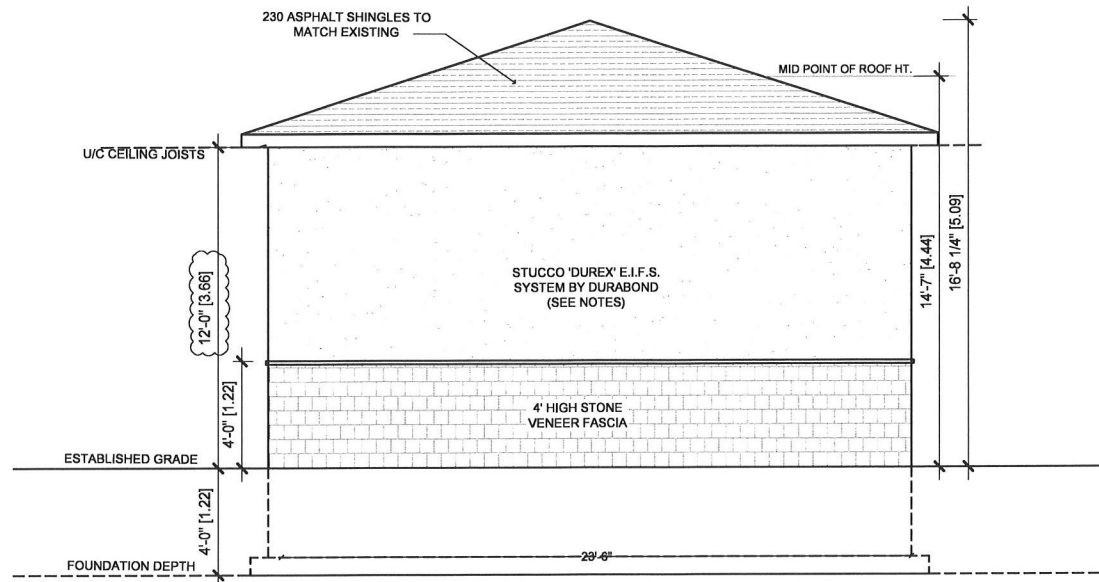 230 ASPHALT SHINGLES TO
MATCH EXISTING
MID POINT OF ROOF HT.
U/C CEILING JOISTS
12'-0" [3.66]
STUCCO 'DUREX' E.I.F.S.
SYSTEM BY DURABOND
(SEE NOTES)
14'-7" [4.44]
16'-8 1/4" [5.09]
4'-0" [1.22]
4' HIGH STONE
VENEER FASCIA
ESTABLISHED GRADE
4'-0" [1.22]
23'-6"
FOUNDATION DEPTH